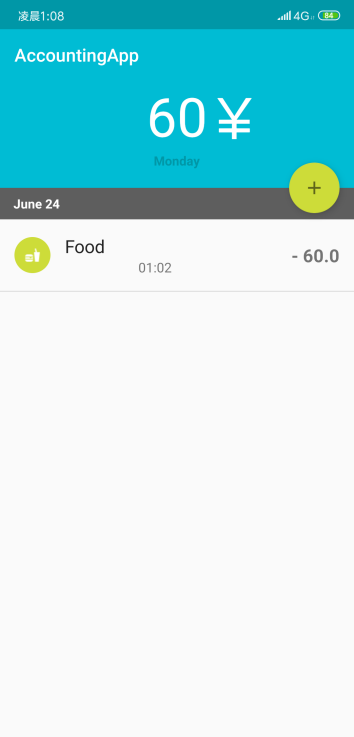 凌晨1:08 4G 84
AccountingApp
60¥
Monday
+
June 24
Food
01:02
- 60.0